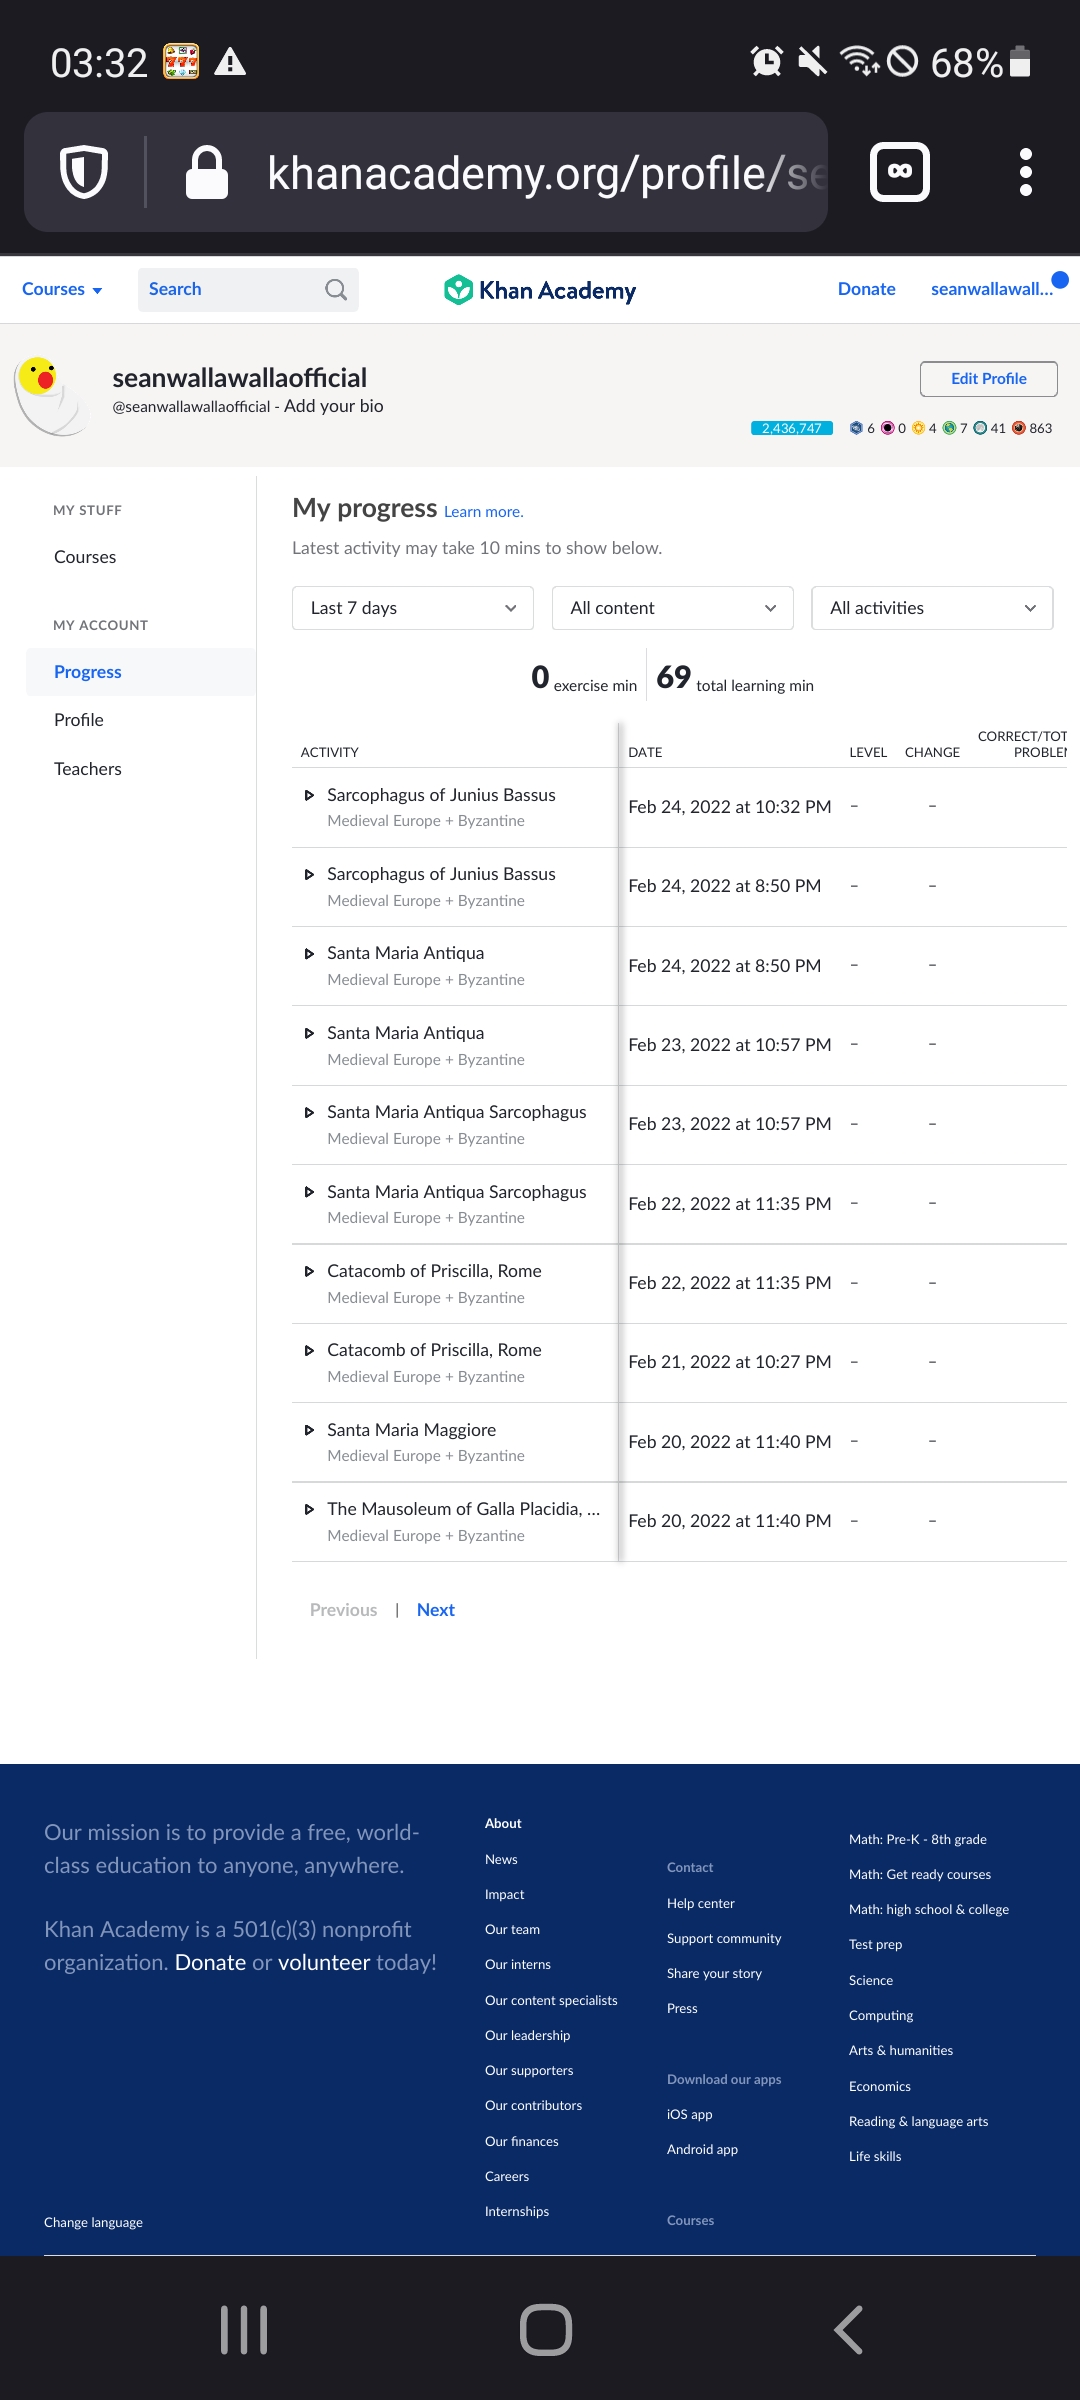 03:32
68%
khanacademy.org/profile/se
Courses
Search
Khan Academy
Donate
seanwallawall...
seanwallawallaofficial
@seanwallawallaofficial - Add your bio
Edit Profile
2,436,747
6
0
4
7
41
863
MY STUFF
Courses
MY ACCOUNT
Progress
Profile
Teachers
My progress Learn more.
Latest activity may take 10 mins to show below.
Last 7 days
All content
All activities
0 exercise min
69 total learning min
ACTIVITY
DATE
LEVEL
CHANGE
CORRECT/TOT
PROBLEM
Sarcophagus of Junius Bassus
Medieval Europe + Byzantine
Feb 24, 2022 at 10:32 PM
–
–
Sarcophagus of Junius Bassus
Medieval Europe + Byzantine
Feb 24, 2022 at 8:50 PM
–
–
Santa Maria Antiqua
Medieval Europe + Byzantine
Feb 24, 2022 at 8:50 PM
–
–
Santa Maria Antiqua
Medieval Europe + Byzantine
Feb 23, 2022 at 10:57 PM
–
–
Santa Maria Antiqua Sarcophagus
Medieval Europe + Byzantine
Feb 23, 2022 at 10:57 PM
–
–
Santa Maria Antiqua Sarcophagus
Medieval Europe + Byzantine
Feb 22, 2022 at 11:35 PM
–
–
Catacomb of Priscilla, Rome
Medieval Europe + Byzantine
Feb 22, 2022 at 11:35 PM
–
–
Catacomb of Priscilla, Rome
Medieval Europe + Byzantine
Feb 21, 2022 at 10:27 PM
–
–
Santa Maria Maggiore
Medieval Europe + Byzantine
Feb 20, 2022 at 11:40 PM
–
–
The Mausoleum of Galla Placidia, ...
Medieval Europe + Byzantine
Feb 20, 2022 at 11:40 PM
–
–
Previous | Next
Our mission is to provide a free, world-
class education to anyone, anywhere.
Khan Academy is a 501(c)(3) nonprofit
organization. Donate or volunteer today!
Change language
About
News
Impact
Our team
Our interns
Our content specialists
Our leadership
Our supporters
Our contributors
Our finances
Careers
Internships
Contact
Help center
Support community
Share your story
Press
Download our apps
iOS app
Android app
Courses
Math: Pre-K - 8th grade
Math: Get ready courses
Math: high school & college
Test prep
Science
Computing
Arts & humanities
Economics
Reading & language arts
Life skills